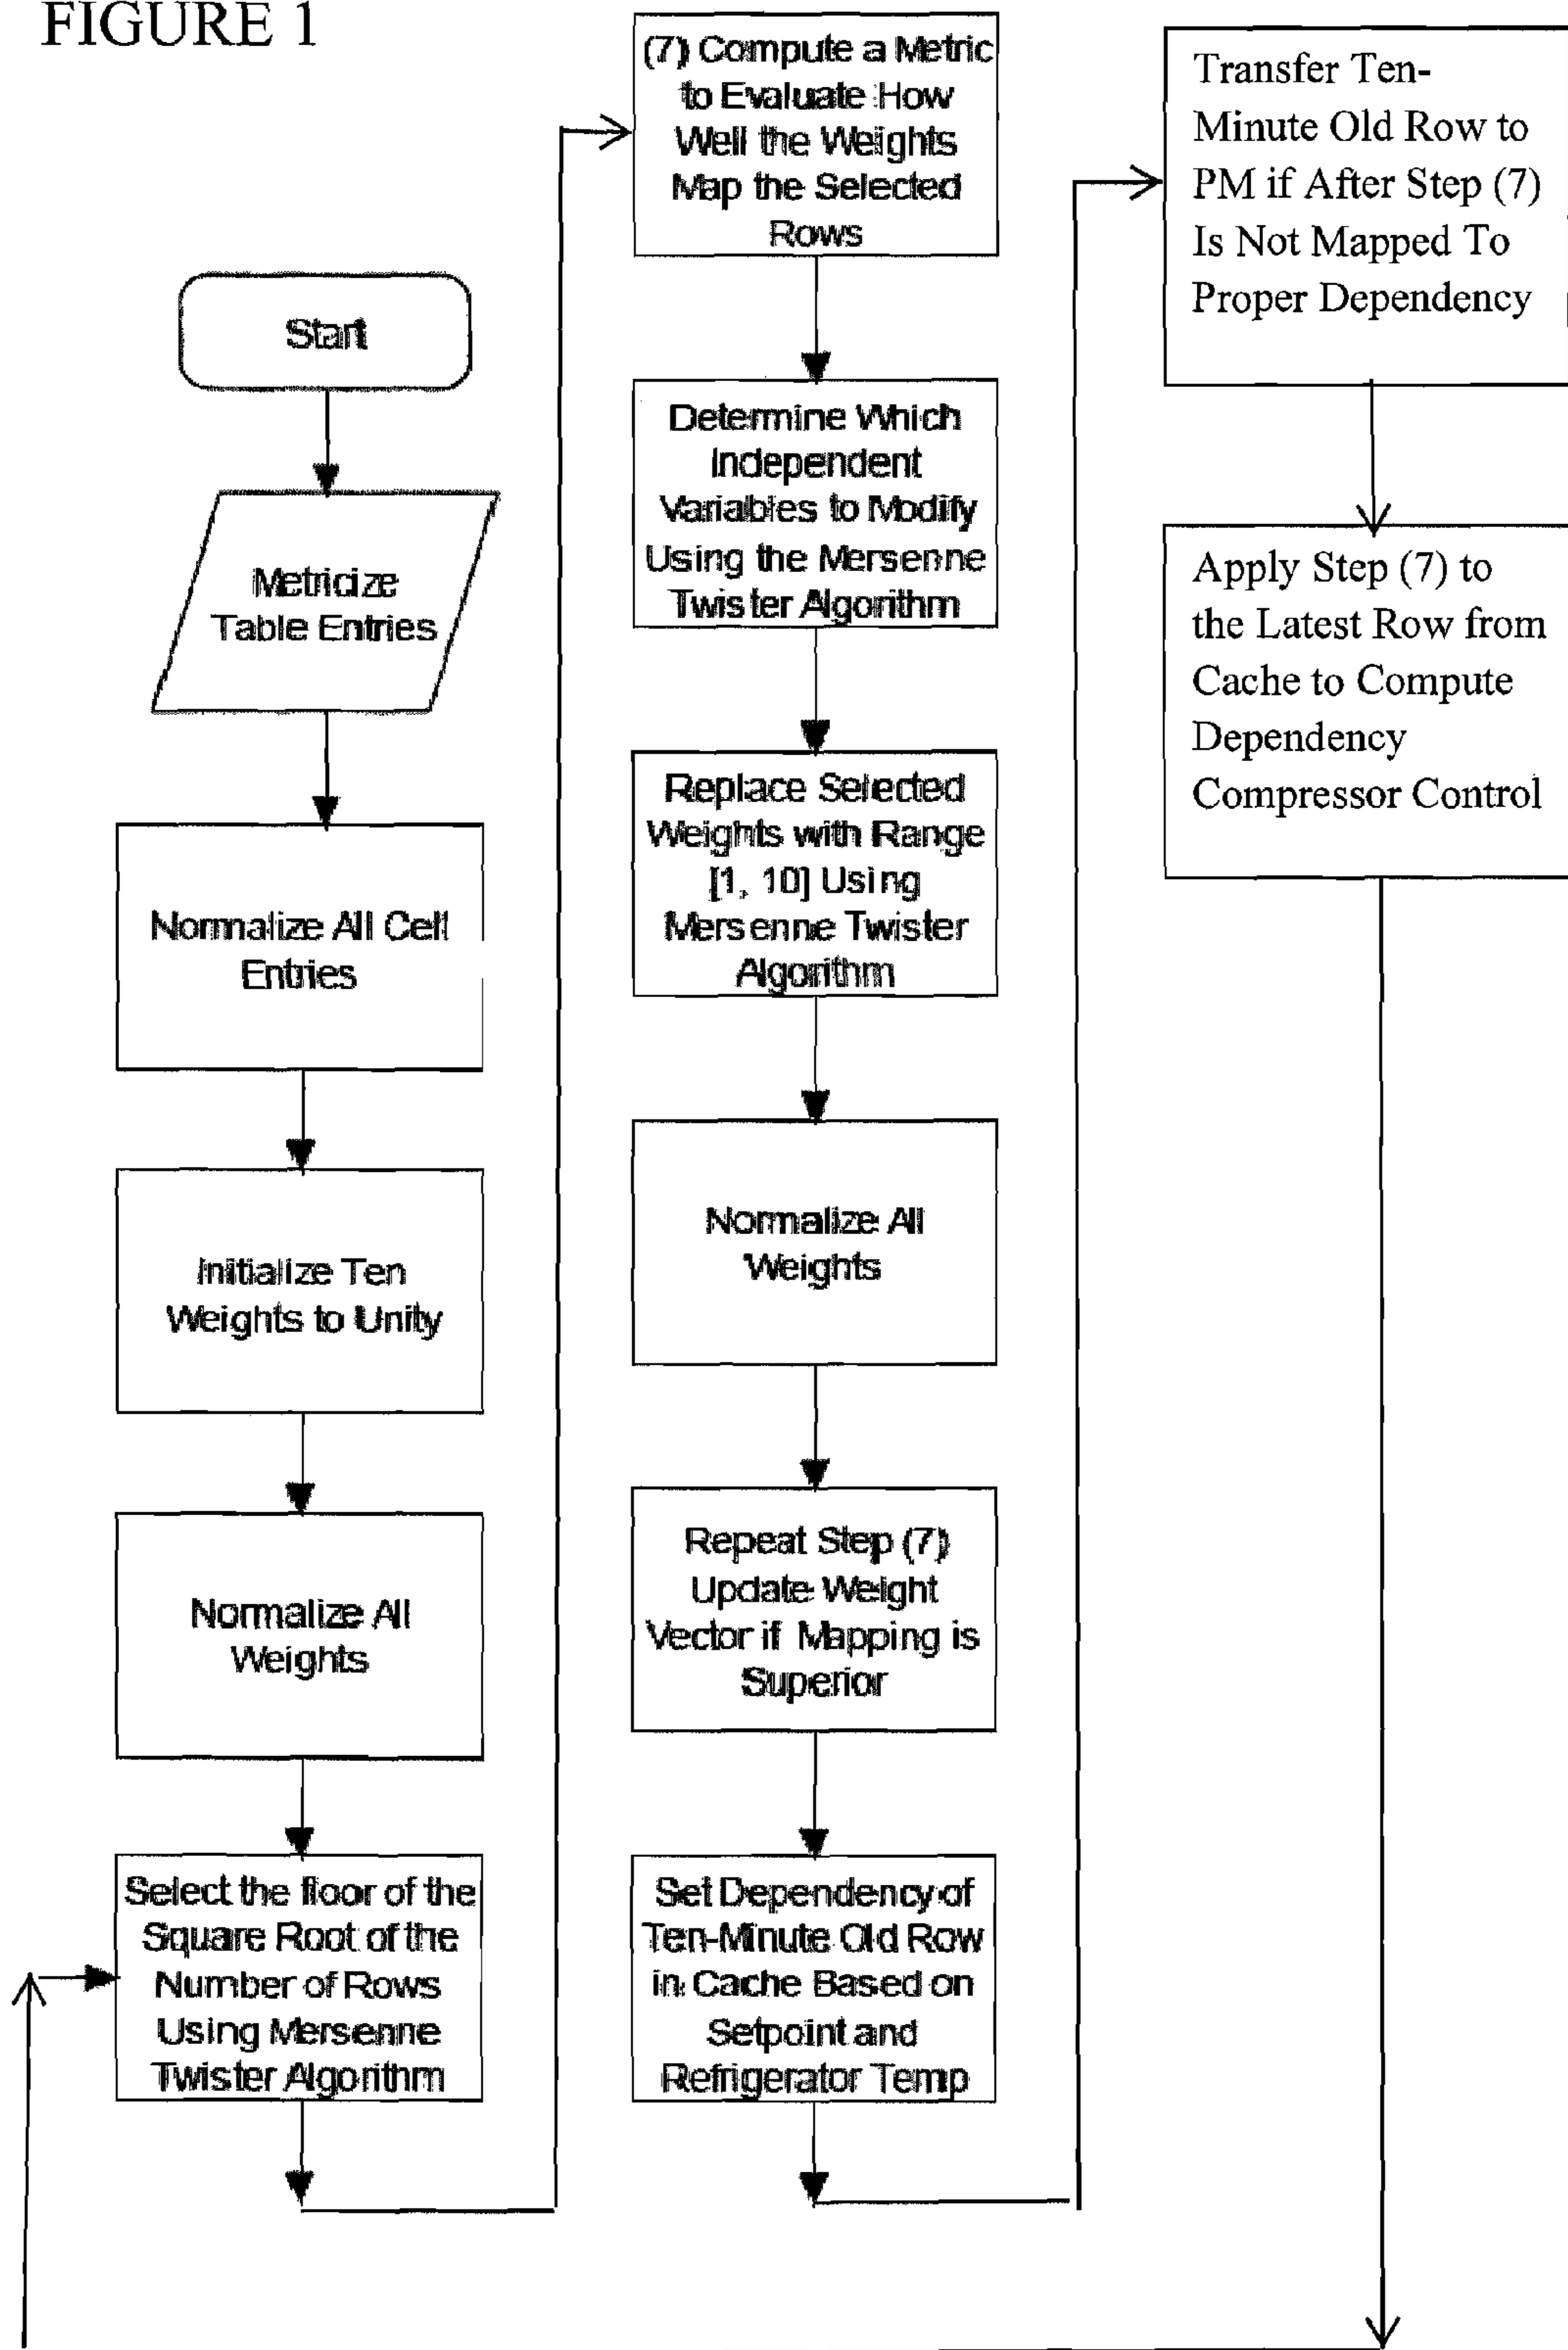 FIGURE 1
Start
Metricize
Table Entries
Normalize All Cell
Entries
Initialize Ten
Weights to Unity
Normalize All
Weights
Select the floor of the
Square Root of the
Number of Rows
Using Mersenne
Twister Algorithm
(7) Compute a Metric
to Evaluate How
Well the Weights
Map the Selected
Rows
Determine Which
Independent
Variables to Modify
Using the Mersenne
Twister Algorithm
Replace Selected
Weights with Range
[1, 10] Using
Mersenne Twister
Algorithm
Normalize All
Weights
Repeat Step (7)
Update Weight
Vector if Mapping is
Superior
Set Dependency of
Ten-Minute Old Row
in Cache Based on
Setpoint and
Refrigerator Temp
Transfer Ten-
Minute Old Row to
PM if After Step (7)
Is Not Mapped To
Proper Dependency
Apply Step (7) to
the Latest Row from
Cache to Compute
Dependency
Compressor Control